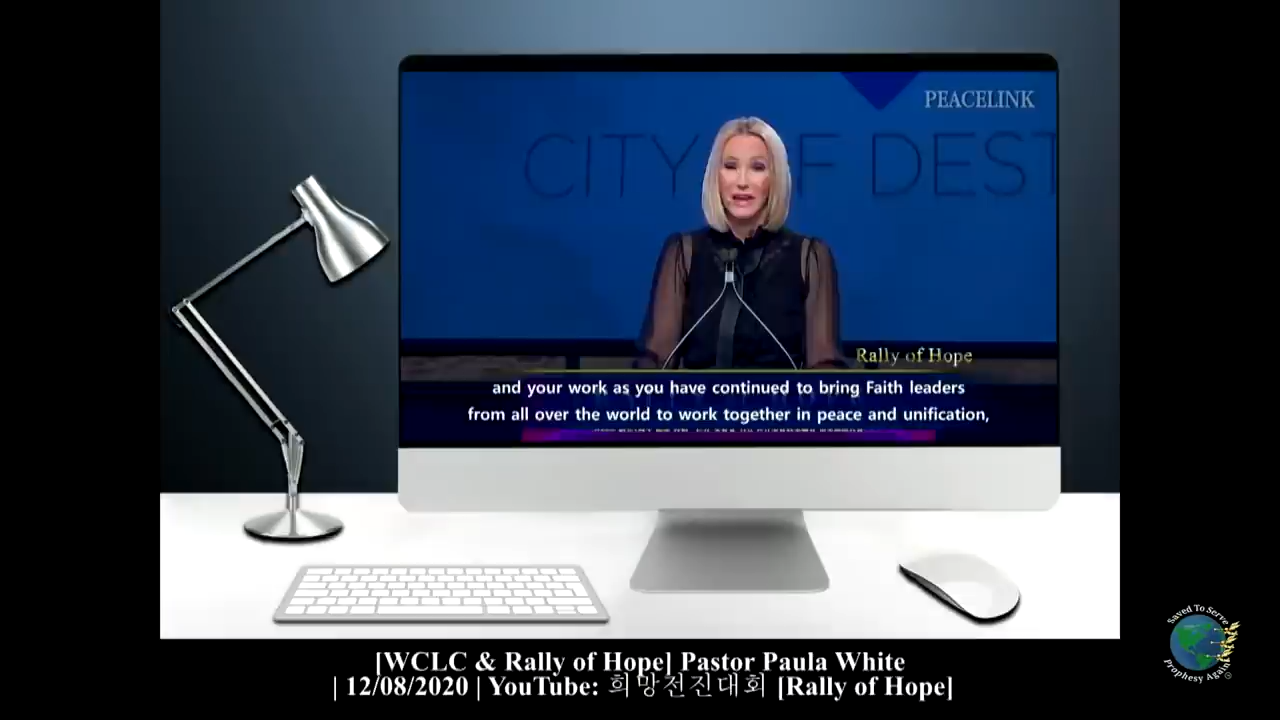 PEACELINK
CITY OF DEST
Rally of Hope
and your work as you have continued to bring Faith leaders
from all over the world to work together in peace and unification,
Saved To Serve
Prophesy Again
[WCLC & Rally of Hope] Pastor Paula White
| 12/08/2020 | YouTube: 희망전진대회 [Rally of Hope]